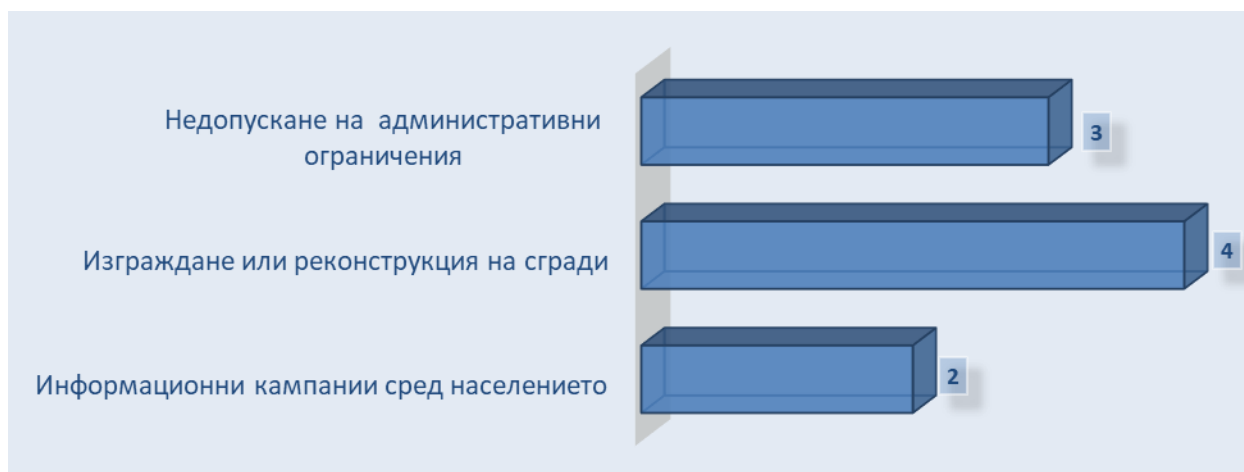 Недопускане на административни
ограничения
3
Изграждане или реконструкция на сгради
4
Информационни кампании сред населението
2